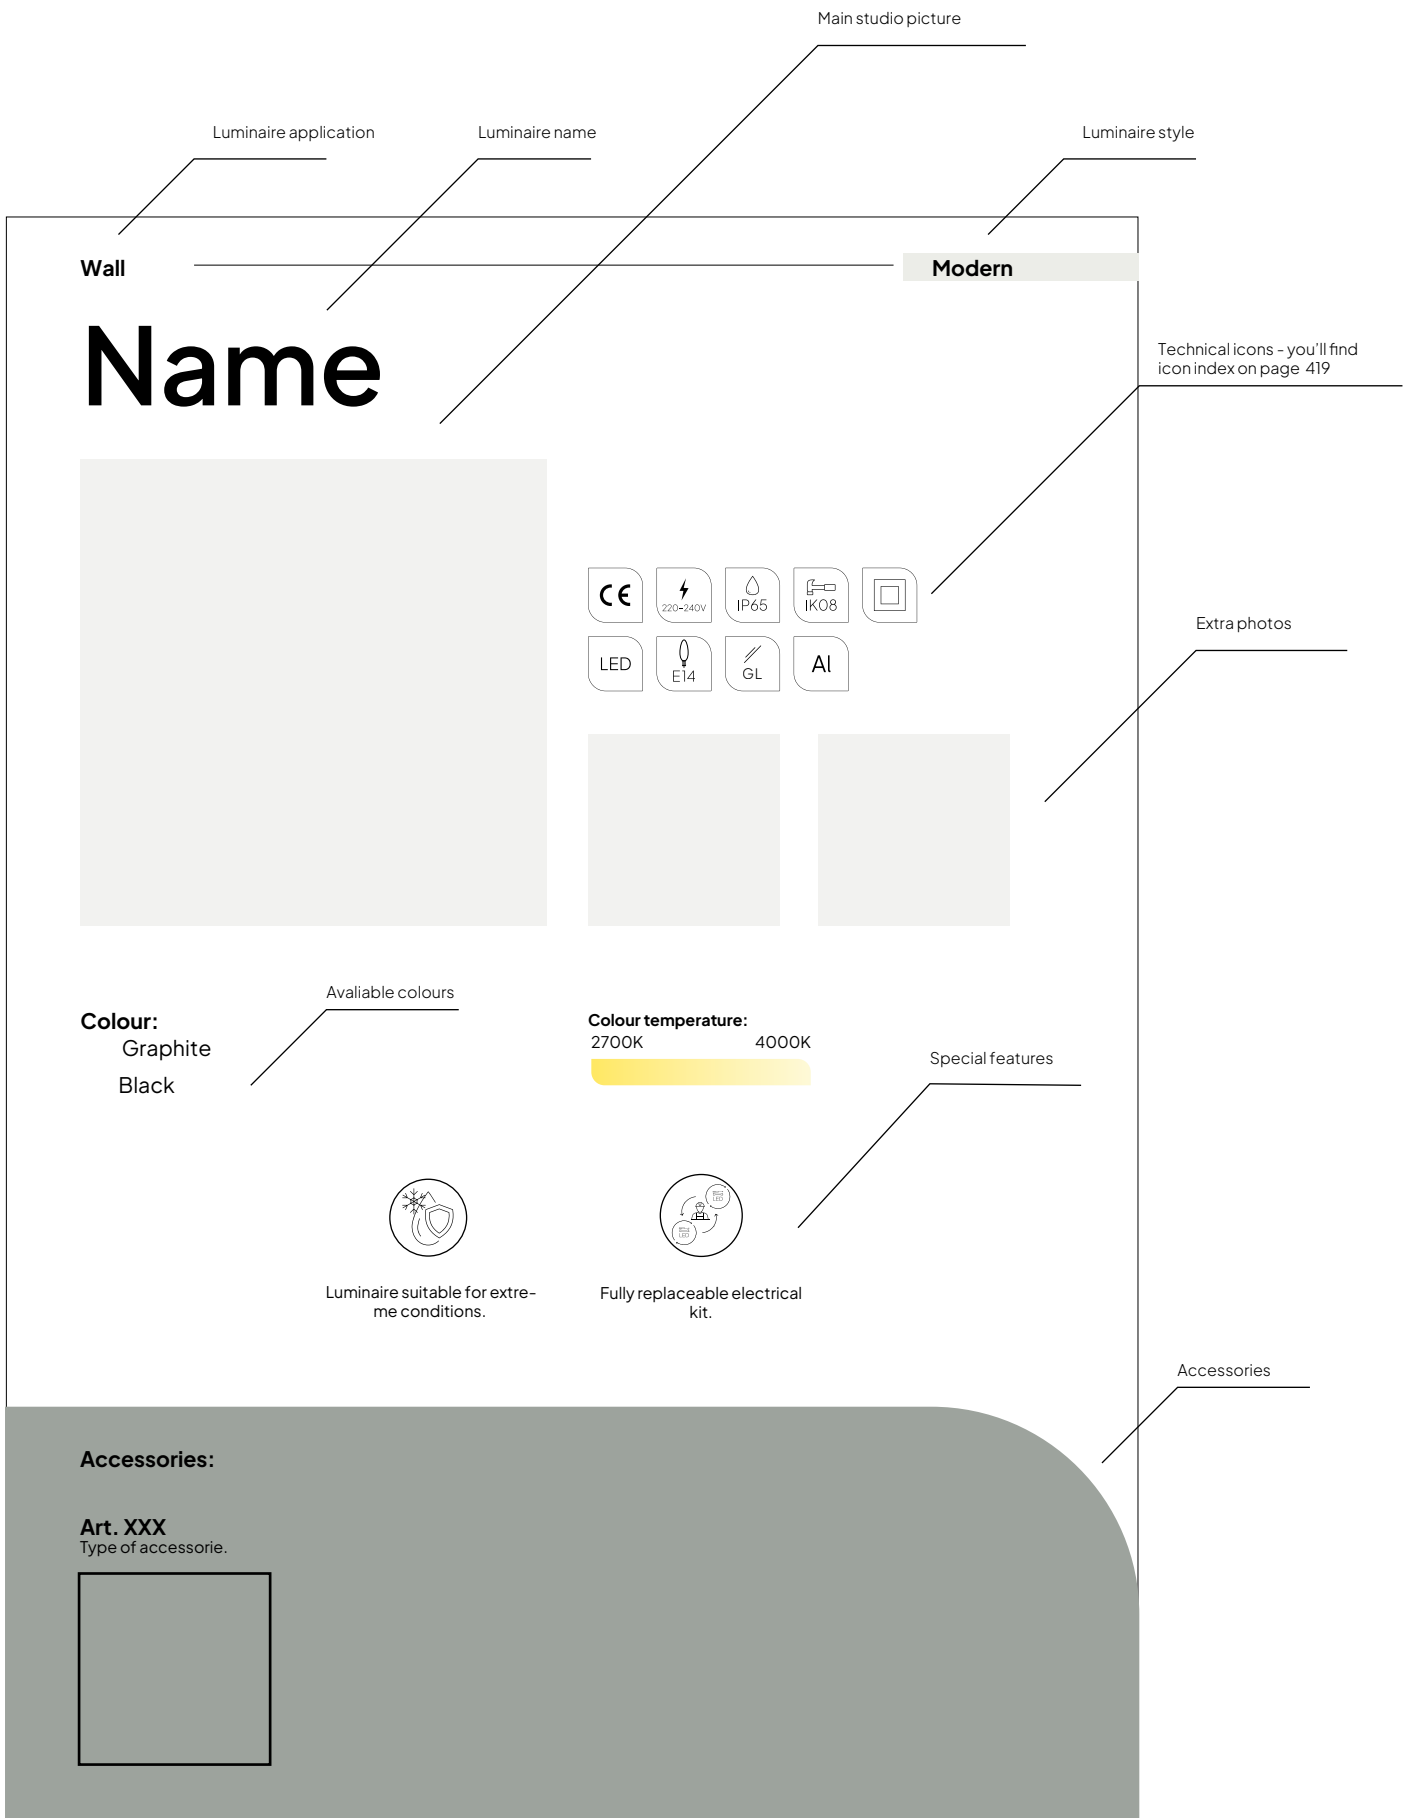 Main studio picture
Luminaire application
Luminaire name
Luminaire style
Wall
Modern
Name
Technical icons - you'll find
icon index on page 419
CE
220-240V
IP65
IK08
LED
E14
GL
Al
Extra photos
Avaliable colours
Colour:
Graphite
Black
Colour temperature:
2700K 4000K
Special features
LED
LED
Luminaire suitable for extre-
me conditions.
Fully replaceable electrical
kit.
Accessories
Accessories:
Art. XXX
Type of accessorie.